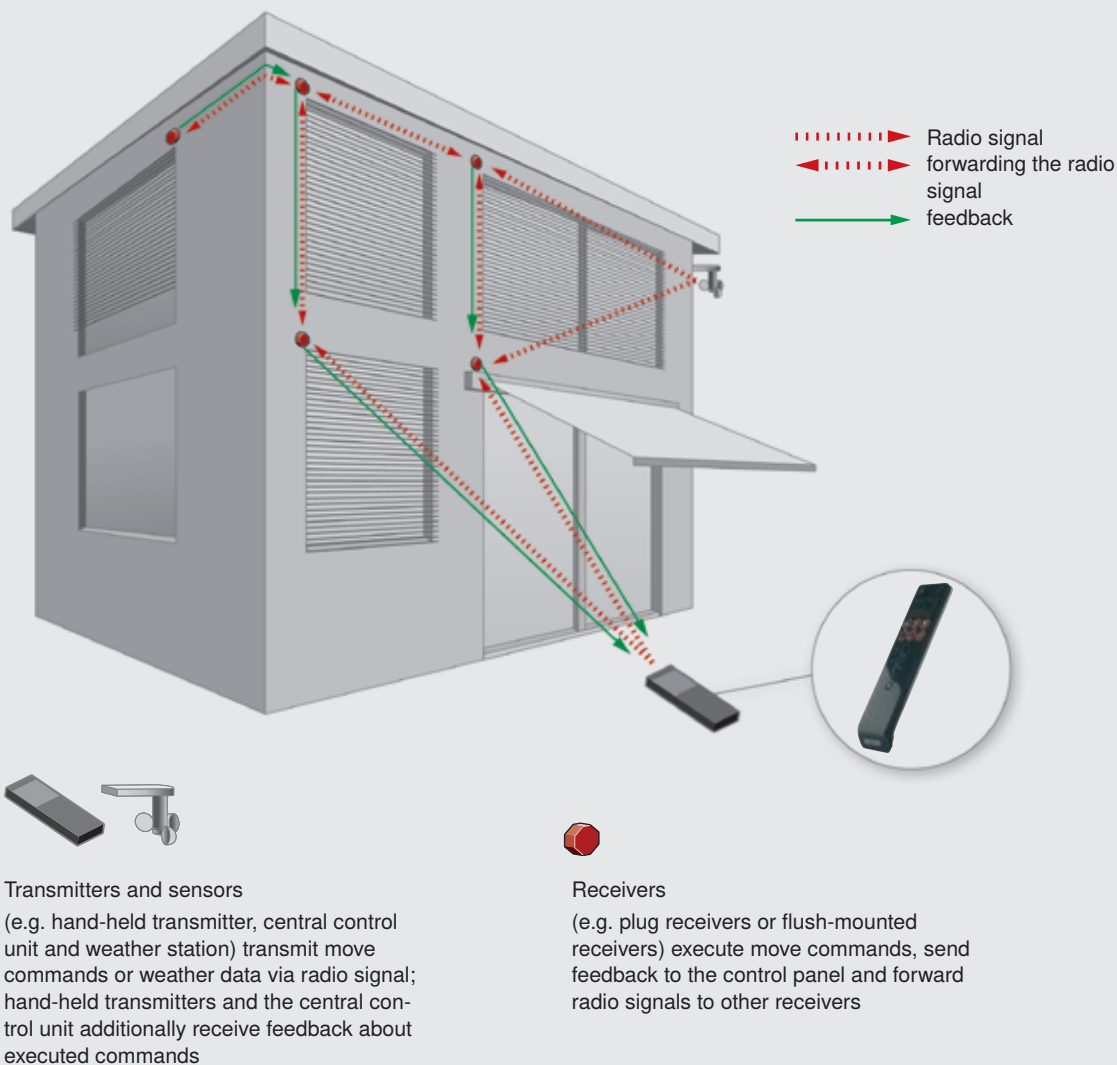 Radio signal
forwarding the radio
signal
feedback
Transmitters and sensors
(e.g. hand-held transmitter, central control
unit and weather station) transmit move
commands or weather data via radio signal;
hand-held transmitters and the central con-
trol unit additionally receive feedback about
executed commands
Receivers
(e.g. plug receivers or flush-mounted
receivers) execute move commands, send
feedback to the control panel and forward
radio signals to other receivers